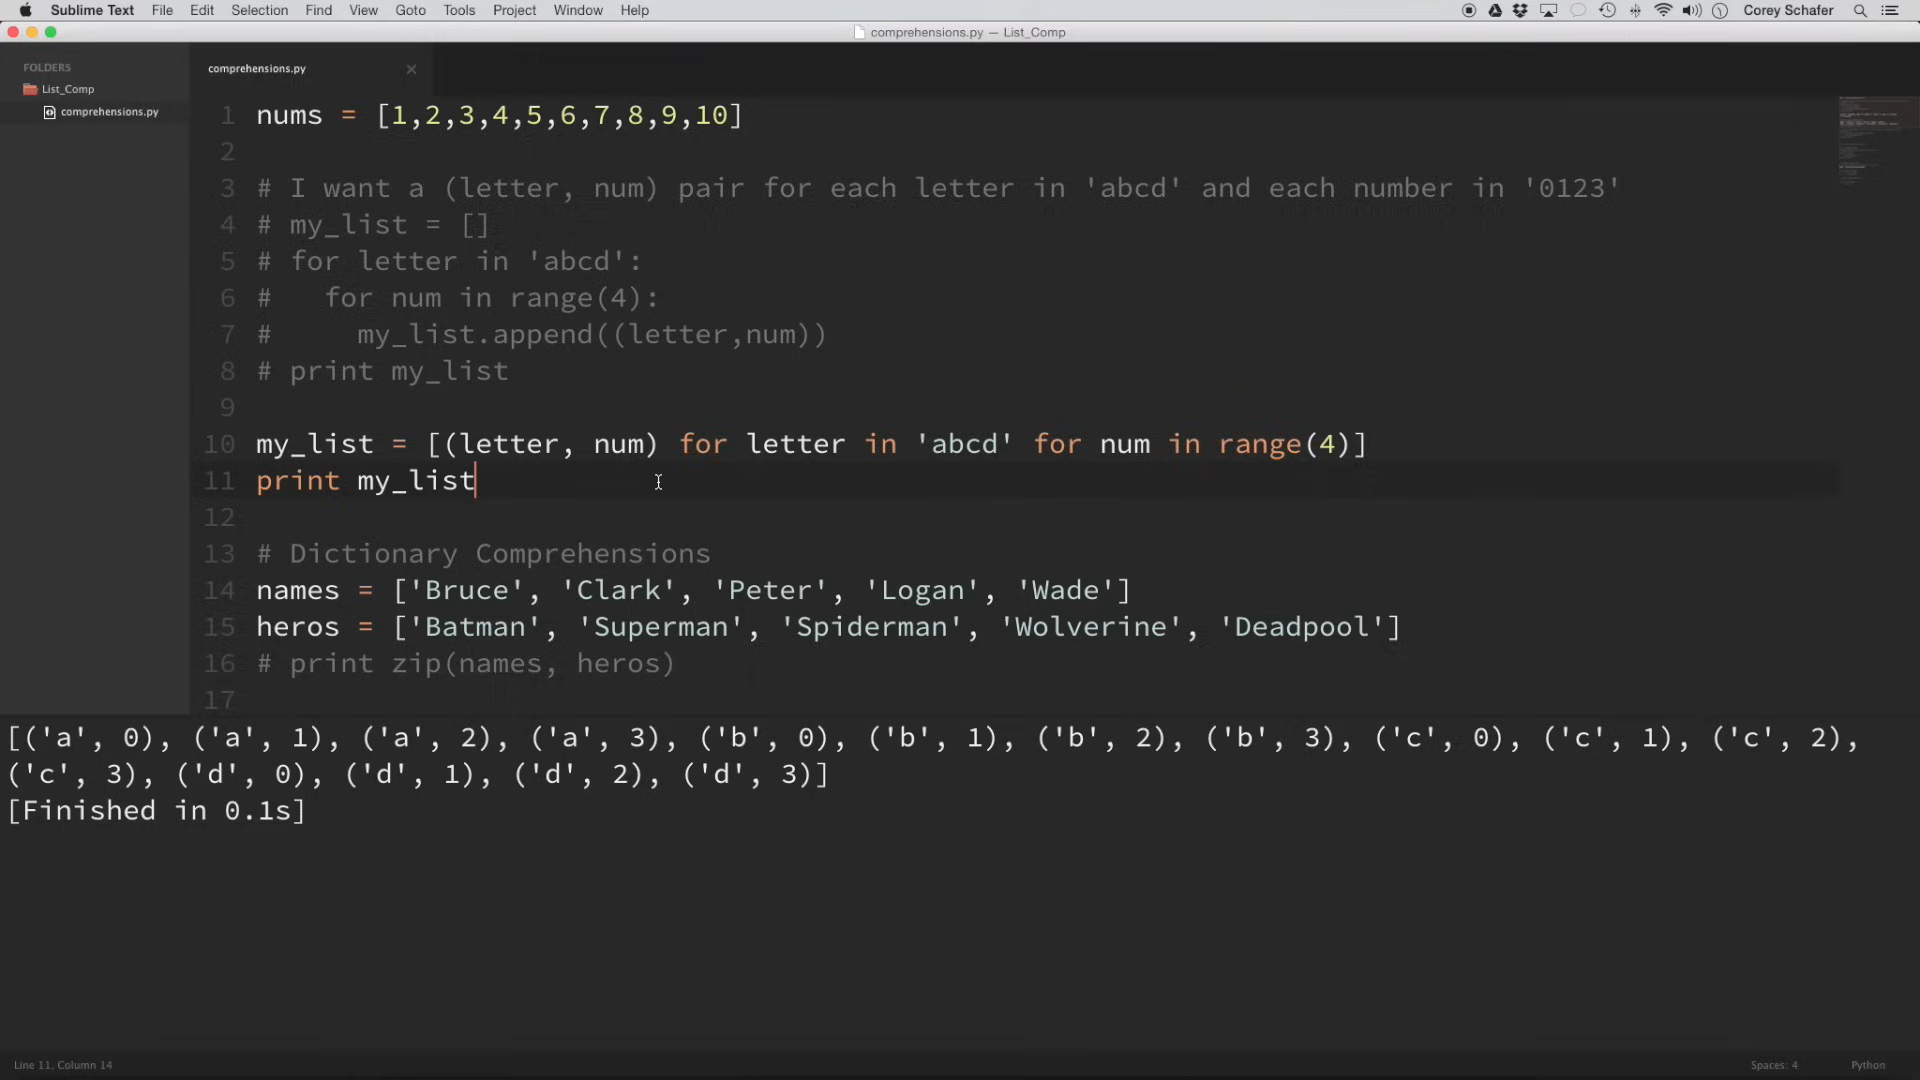 Sublime Text File Edit Selection Find View Goto Tools Project Window Help Corey Schafer
comprehensions.py — List_Comp
FOLDERS
List_Comp
comprehensions.py
comprehensions.py
1 nums = [1,2,3,4,5,6,7,8,9,10]
2
3 # I want a (letter, num) pair for each letter in 'abcd' and each number in '0123'
4 # my_list = []
5 # for letter in 'abcd':
6 #   for num in range(4):
7 #     my_list.append((letter,num))
8 # print my_list
9
10 my_list = [(letter, num) for letter in 'abcd' for num in range(4)]
11 print my_list
12
13 # Dictionary Comprehensions
14 names = ['Bruce', 'Clark', 'Peter', 'Logan', 'Wade']
15 heros = ['Batman', 'Superman', 'Spiderman', 'Wolverine', 'Deadpool']
16 # print zip(names, heros)
17
[('a', 0), ('a', 1), ('a', 2), ('a', 3), ('b', 0), ('b', 1), ('b', 2), ('b', 3), ('c', 0), ('c', 1), ('c', 2),
('c', 3), ('d', 0), ('d', 1), ('d', 2), ('d', 3)]
[Finished in 0.1s]
Line 11, Column 14 Spaces: 4 Python